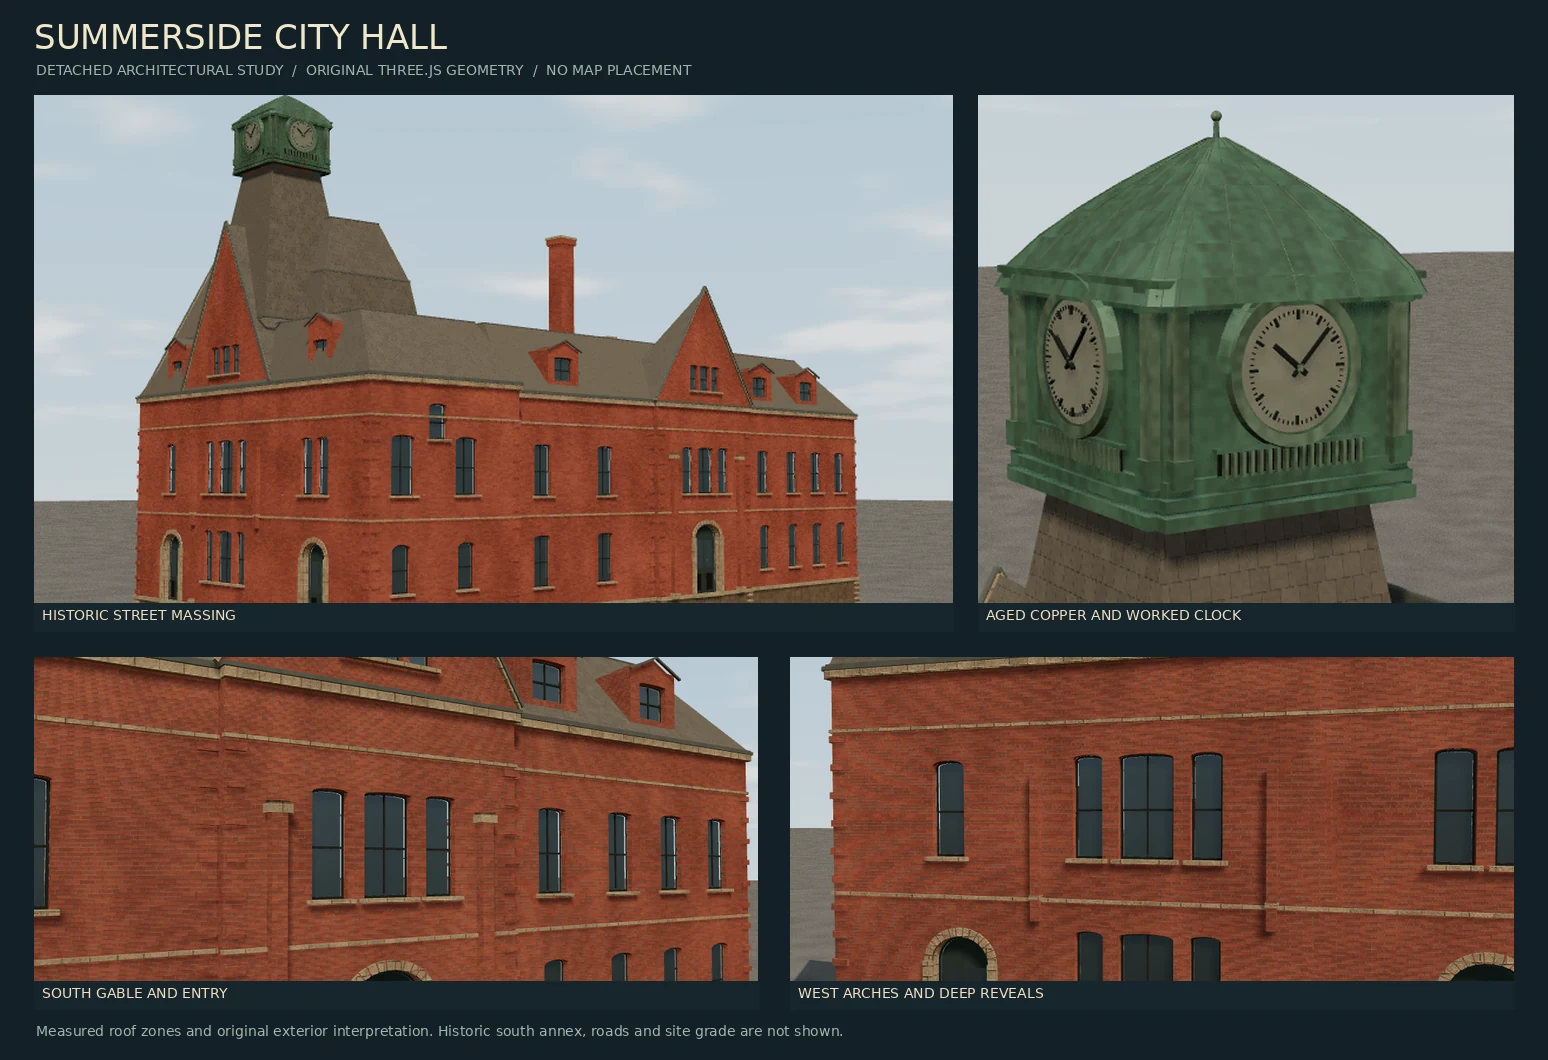 SUMMERSIDE CITY HALL
DETACHED ARCHITECTURAL STUDY / ORIGINAL THREE.JS GEOMETRY / NO MAP PLACEMENT
HISTORIC STREET MASSING
AGED COPPER AND WORKED CLOCK
SOUTH GABLE AND ENTRY
WEST ARCHES AND DEEP REVEALS
Measured roof zones and original exterior interpretation. Historic south annex, roads and site grade are not shown.